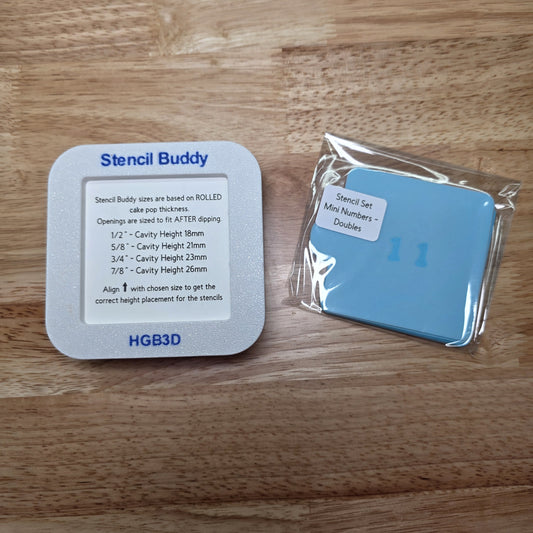 Stencil Buddy
Stencil Buddy sizes are based on ROLLED
cake pop thickness.
Openings are sized to fit AFTER dipping.
1/2" - Cavity Height 18mm
5/8" - Cavity Height 21mm
3/4" - Cavity Height 23mm
7/8" - Cavity Height 26mm
Align ⬆ with chosen size to get the
correct height placement for the stencils
HGB3D
Stencil Set
Mini Numbers -
Doubles
1 1